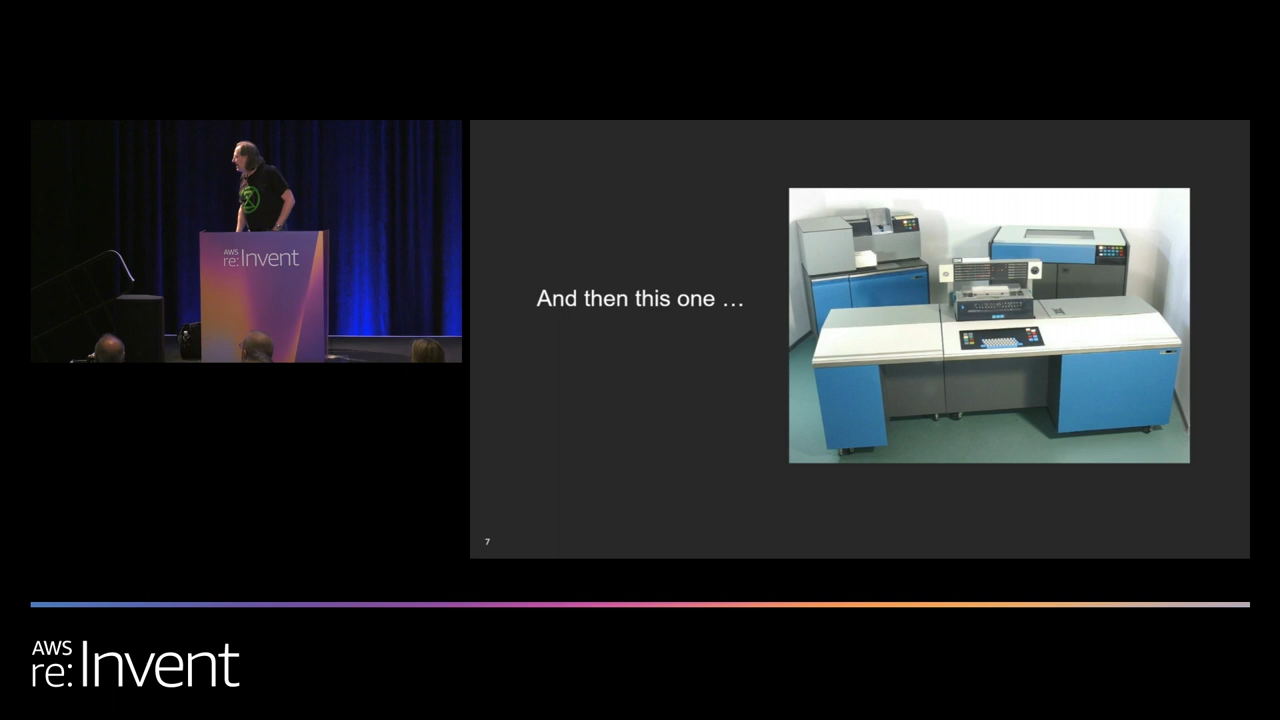 AWS
re:Invent
And then this one …
7
AWS
re:Invent